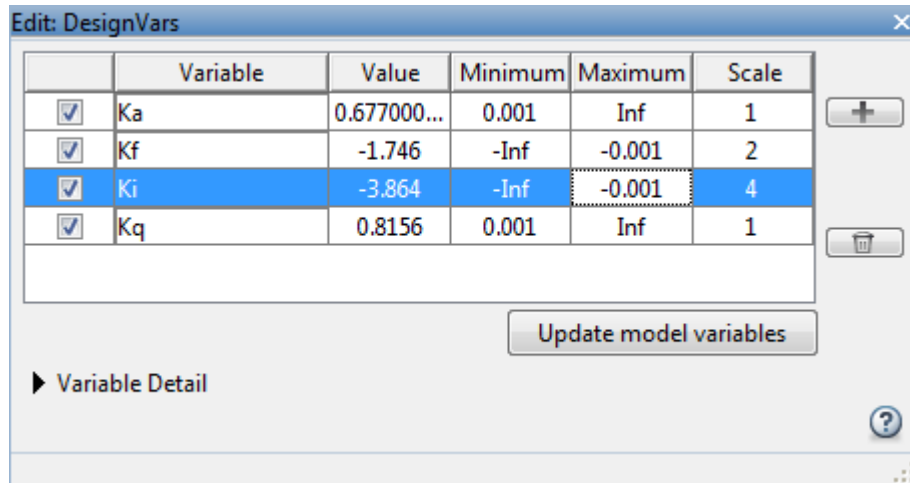 Edit: DesignVars
Variable Value Minimum Maximum Scale
Ka 0.677000... 0.001 Inf 1
Kf -1.746 -Inf -0.001 2
Ki -3.864 -Inf -0.001 4
Kq 0.8156 0.001 Inf 1
Update model variables
Variable Detail
?